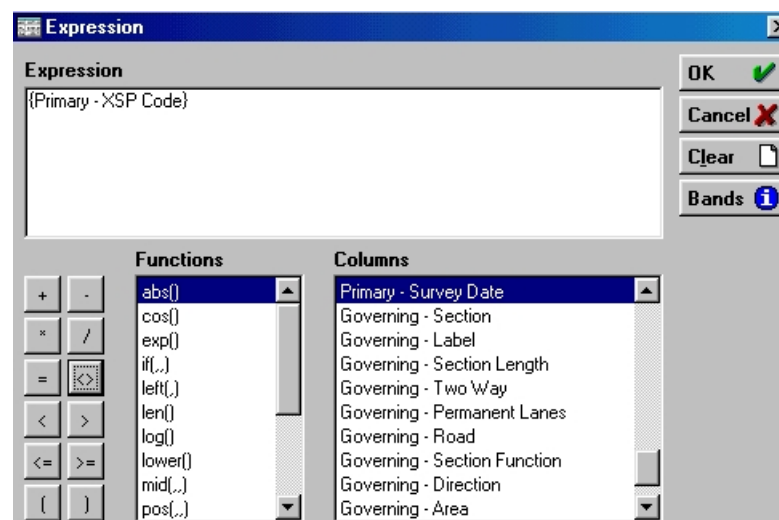 Expression
Expression
{Primary - XSP Code}
OK
Cancel
Clear
Bands
Functions
Columns
+ -
* /
= <>
< >
<= >=
( )
abs()
cos()
exp()
if(,,)
left(,)
len()
log()
lower()
mid(,,)
pos(,,)
Primary - Survey Date
Governing - Section
Governing - Label
Governing - Section Length
Governing - Two Way
Governing - Permanent Lanes
Governing - Road
Governing - Section Function
Governing - Direction
Governing - Area